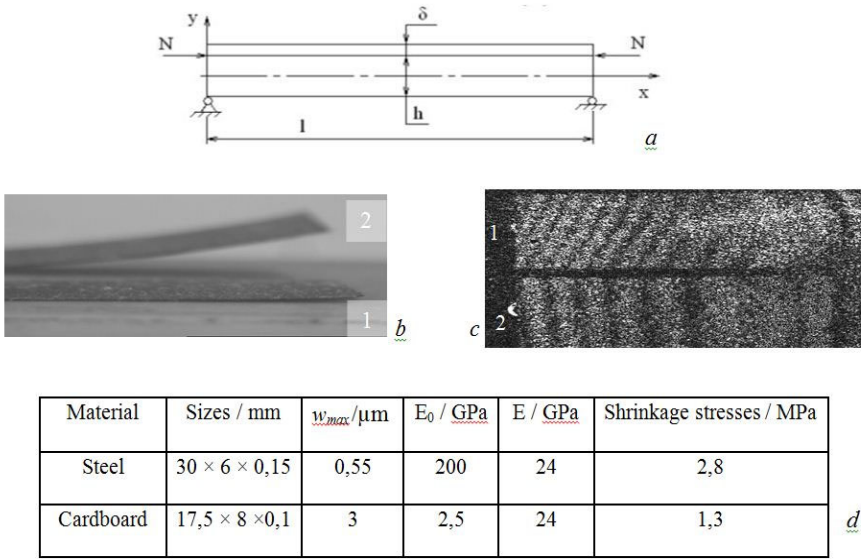 y
δ
N
N
x
l
h
a
2
1
b
1
2
c
Material Sizes / mm wmax/µm E₀ / GPa E / GPa Shrinkage stresses / MPa
Steel 30 × 6 × 0,15 0,55 200 24 2,8
Cardboard 17,5 × 8 ×0,1 3 2,5 24 1,3
d